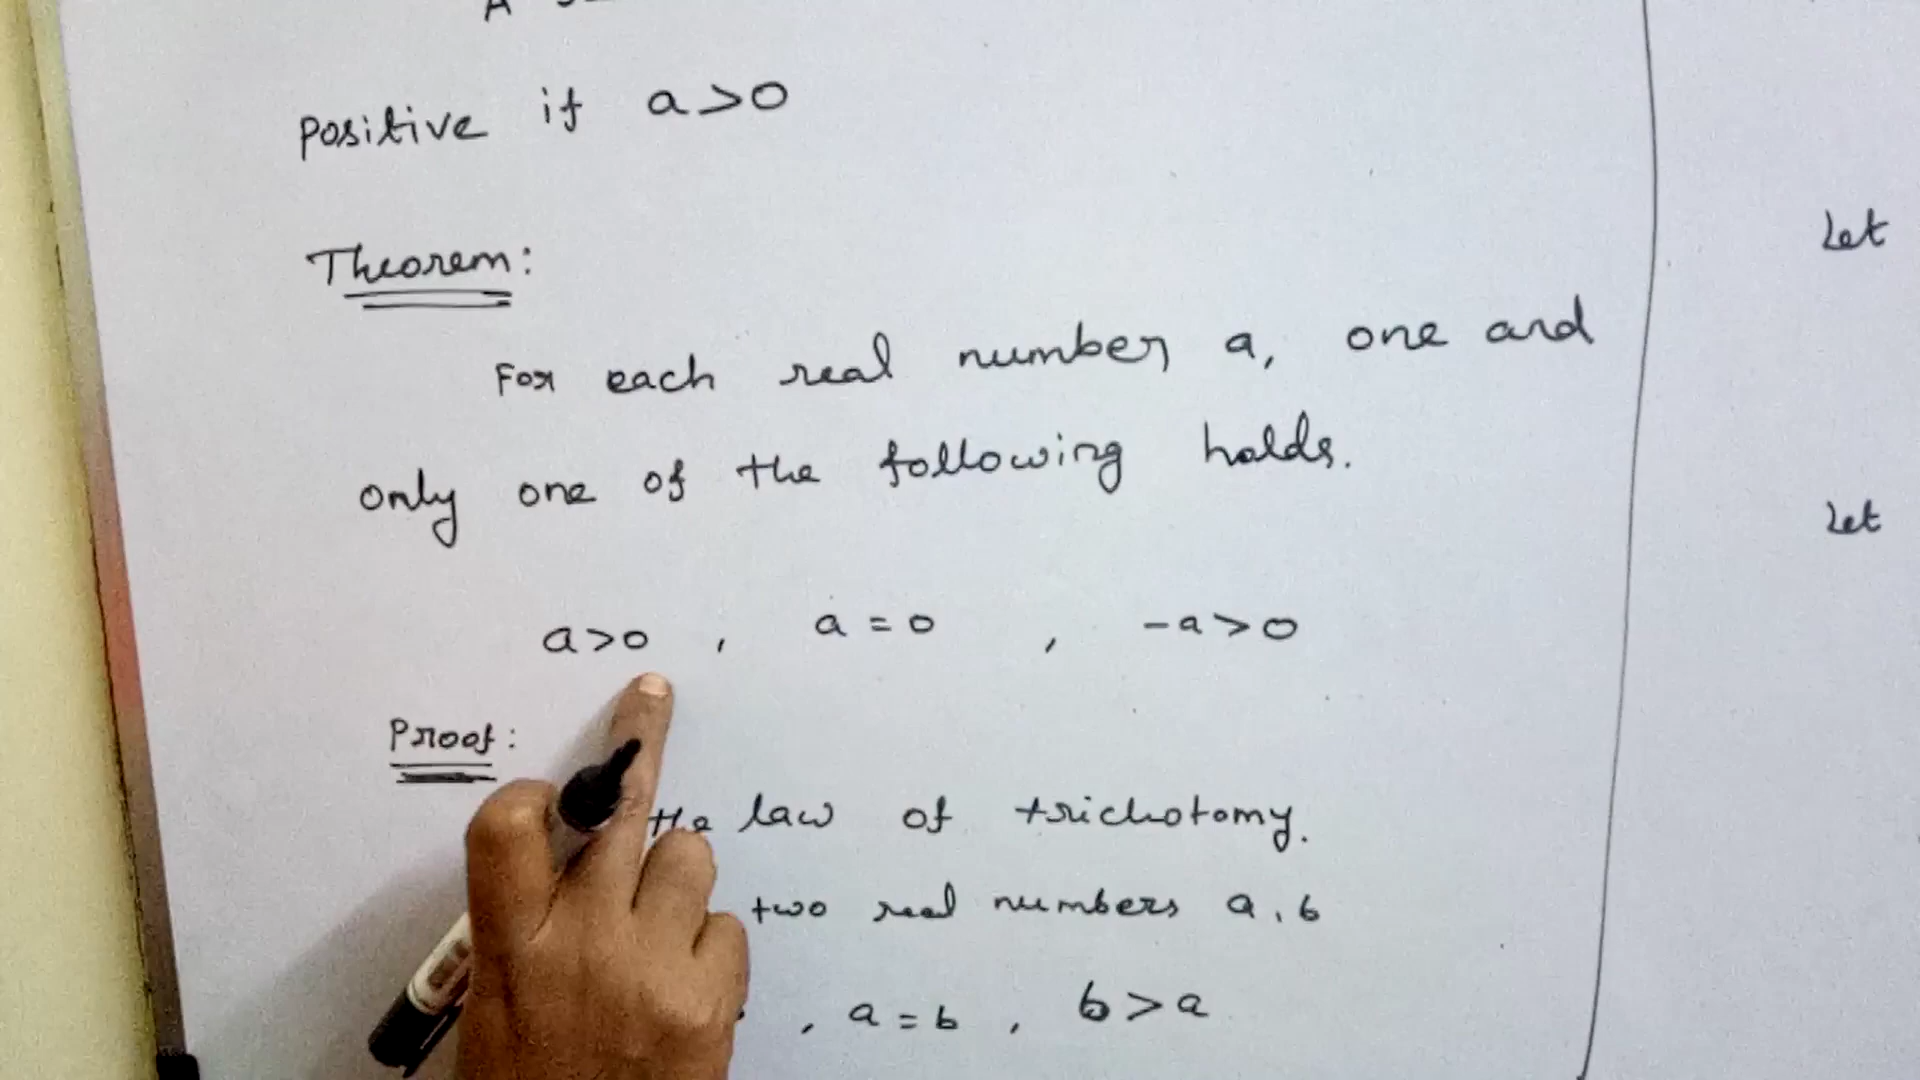 A
positive if a>0
Theorem:
For each real number a, one and
only one of the following holds.
a>0 , a=0 , -a>0
Proof:
the law of trichotomy.
two real numbers a, b
, a=b , b>a
Let
Let